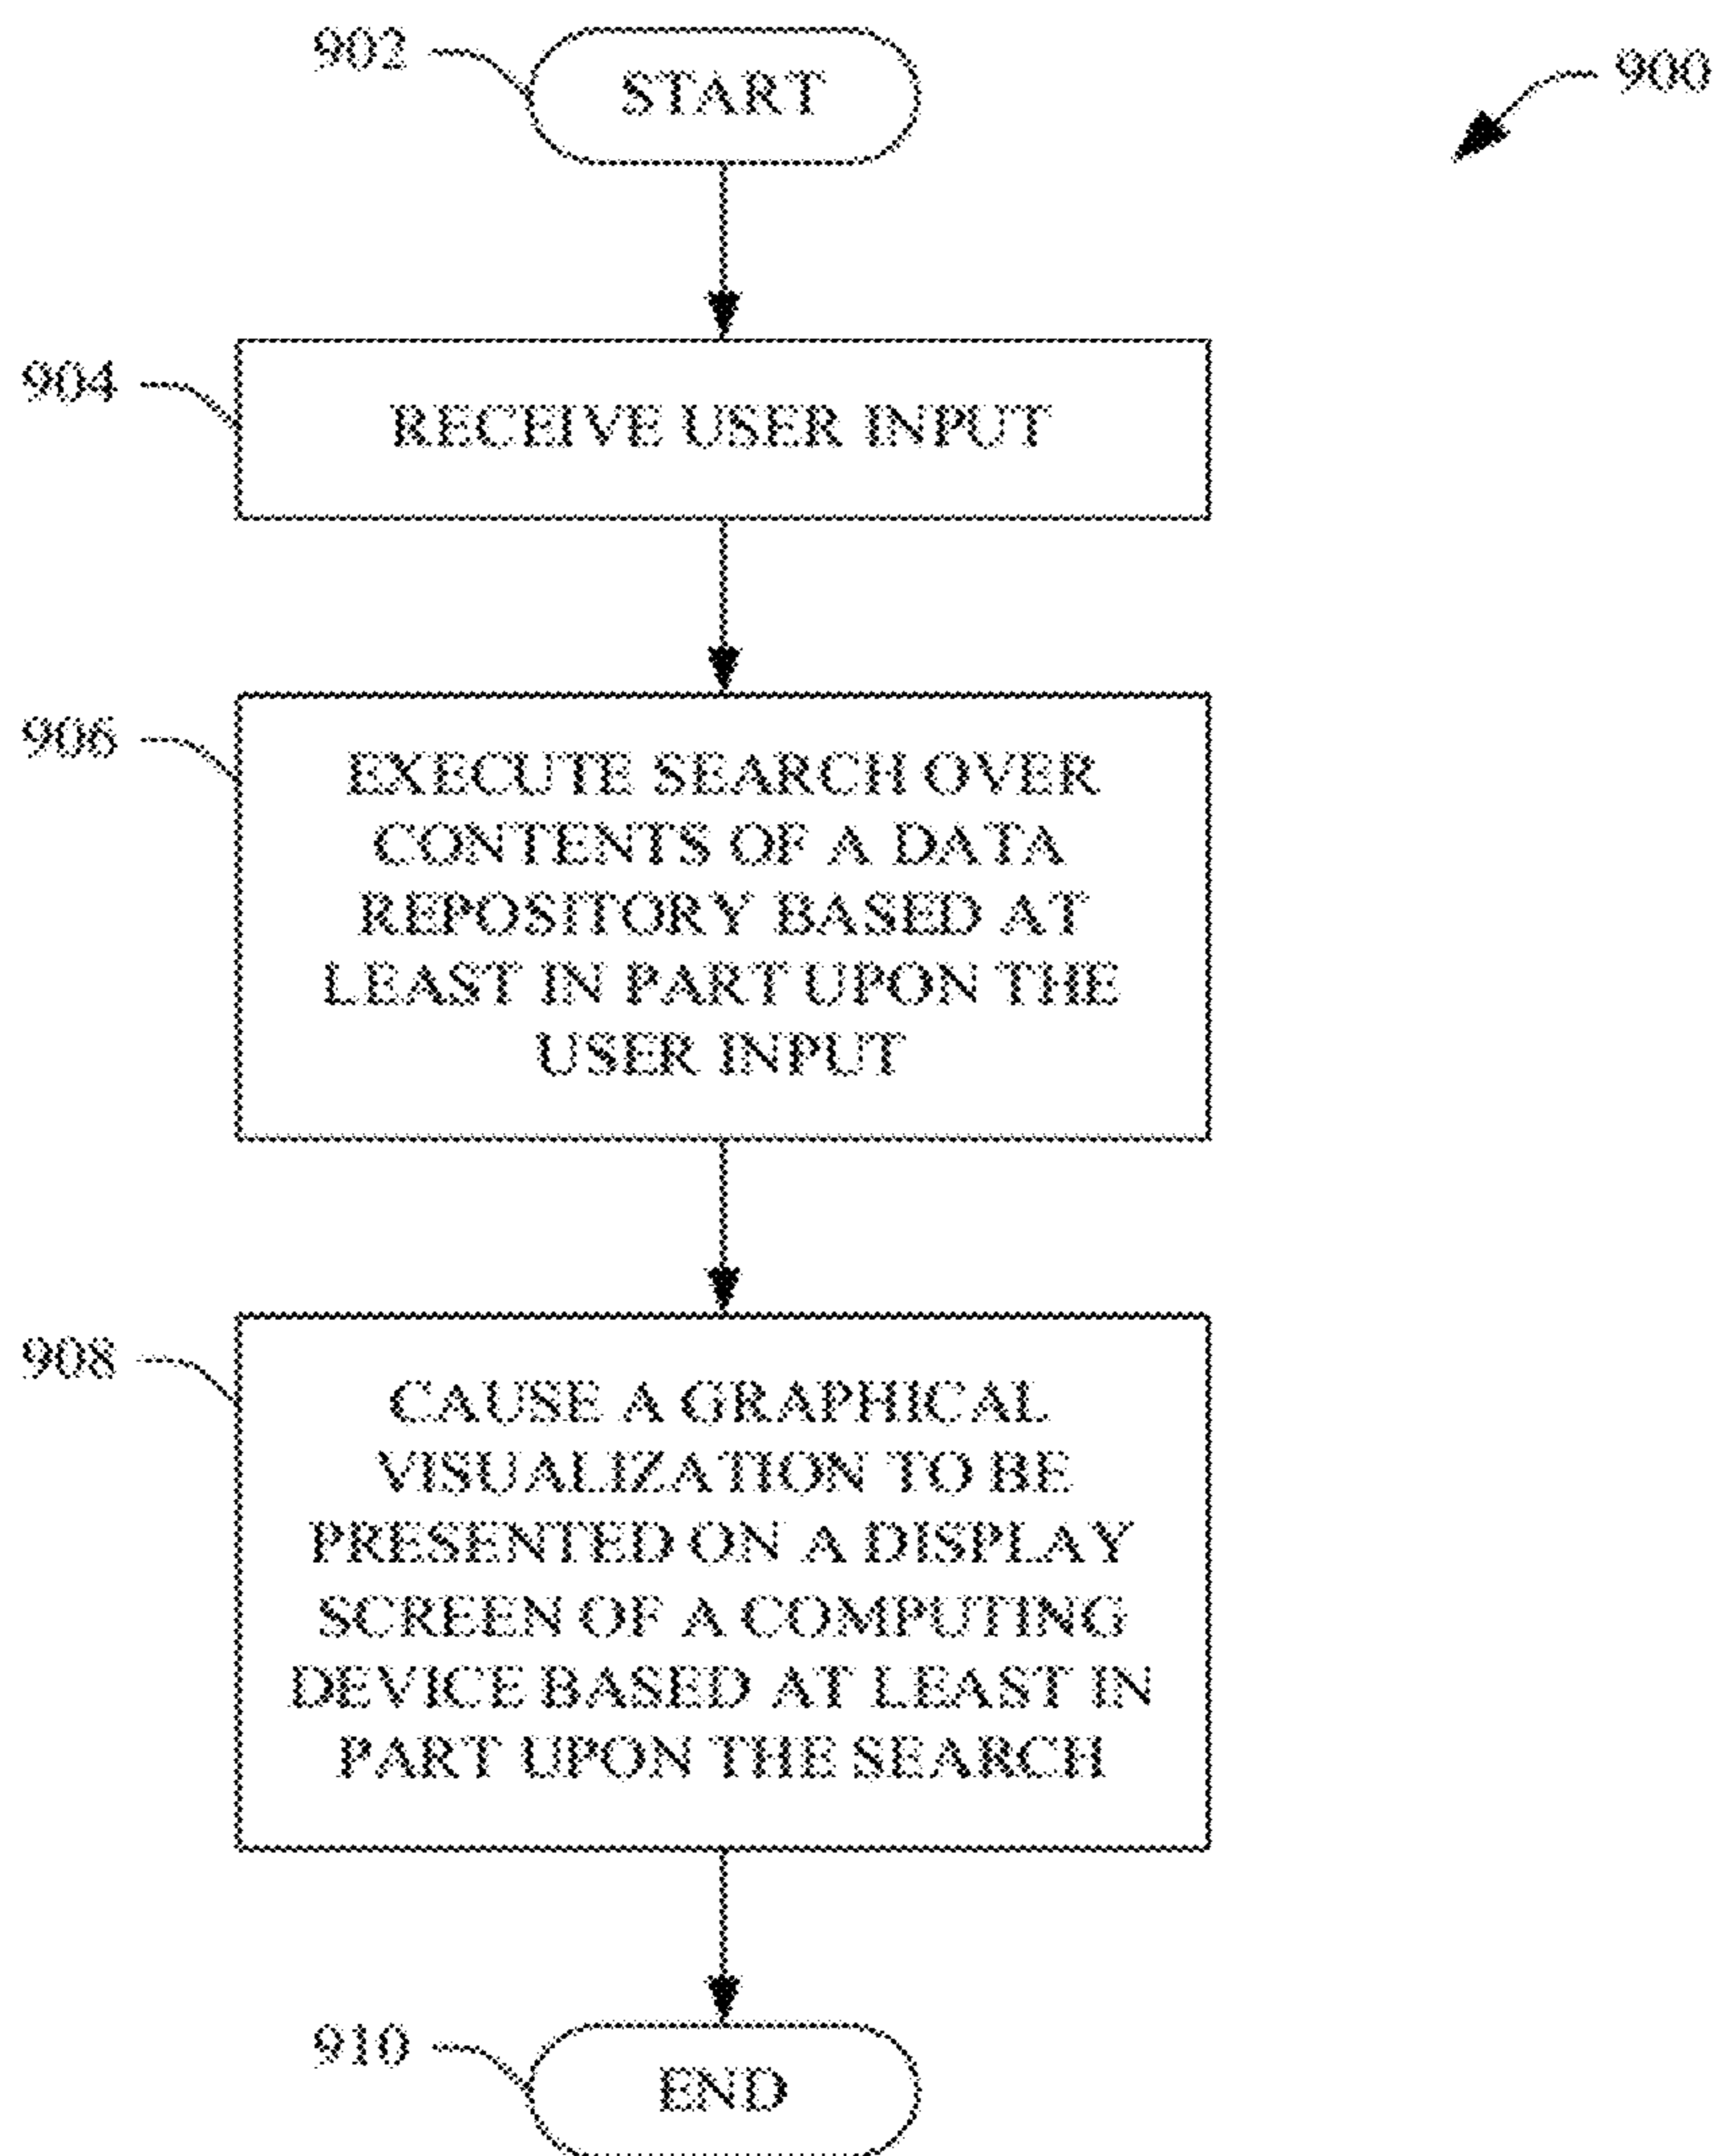 902
START
900
904
RECEIVE USER INPUT
906
EXECUTE SEARCH OVER
CONTENTS OF A DATA
REPOSITORY BASED AT
LEAST IN PART UPON THE
USER INPUT
908
CAUSE A GRAPHICAL
VISUALIZATION TO BE
PRESENTED ON A DISPLAY
SCREEN OF A COMPUTING
DEVICE BASED AT LEAST IN
PART UPON THE SEARCH
910
END